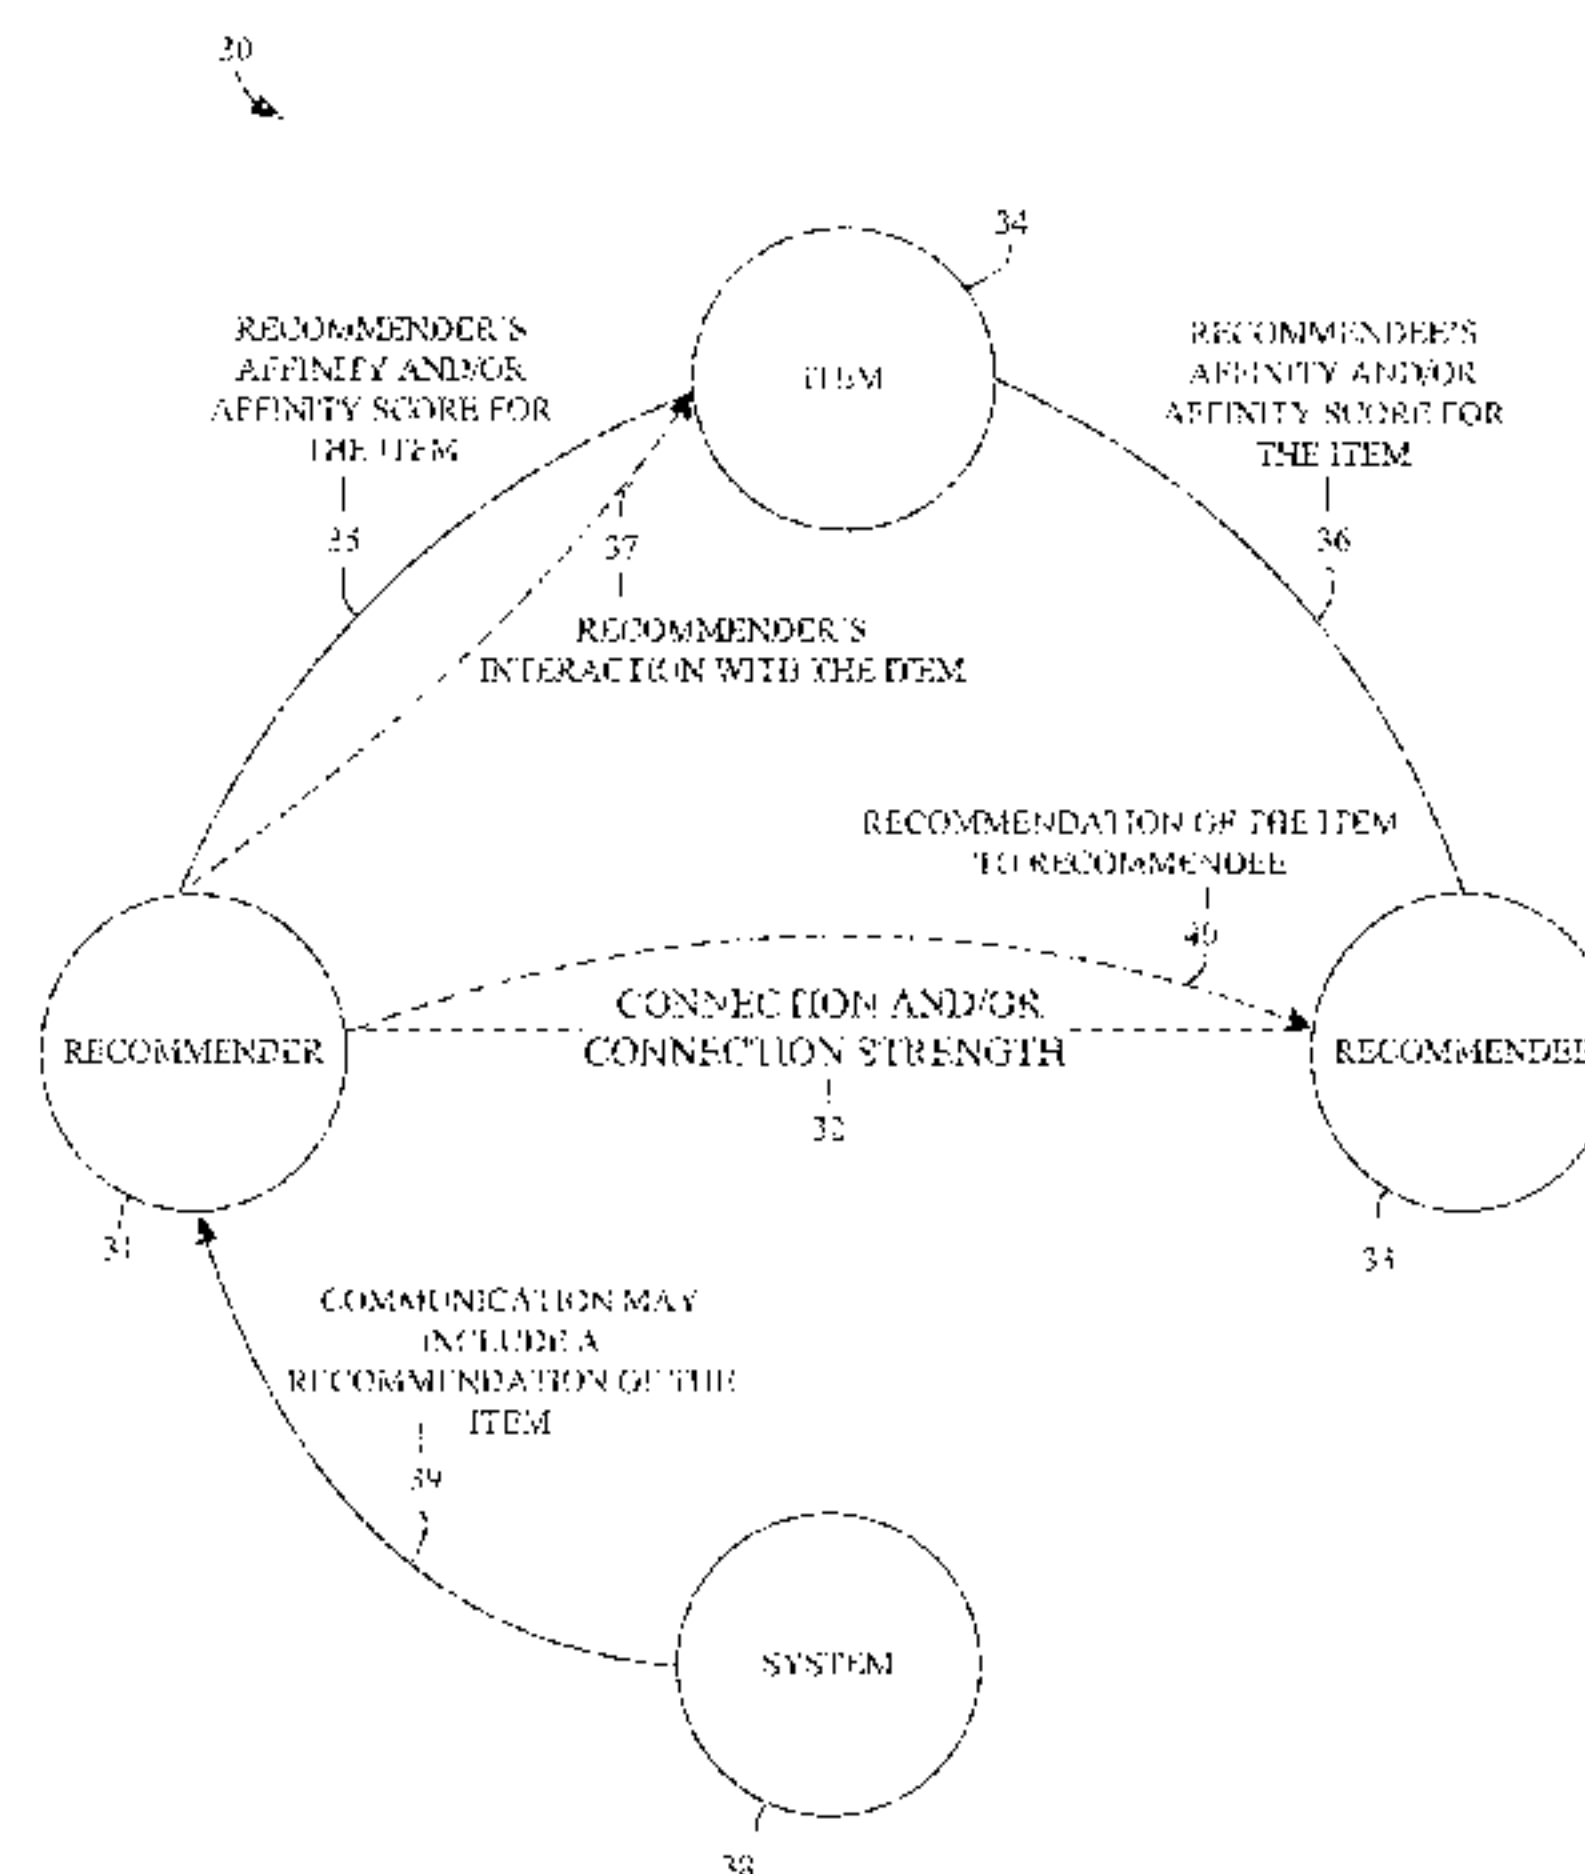 30
34
RECOMMENDER'S
AFFINITY AND/OR
AFFINITY SCORE FOR
THE ITEM
RECOMMENDEE'S
AFFINITY AND/OR
AFFINITY SCORE FOR
THE ITEM
ITEM
35
37
36
RECOMMENDER'S
INTERACTION WITH THE ITEM
RECOMMENDATION OF THE ITEM
TO RECOMMENDEE
40
CONNECTION AND/OR
CONNECTION STRENGTH
32
RECOMMENDER
RECOMMENDEE
31
33
COMMUNICATION MAY
INCLUDE A
RECOMMENDATION OF THE
ITEM
39
SYSTEM
38